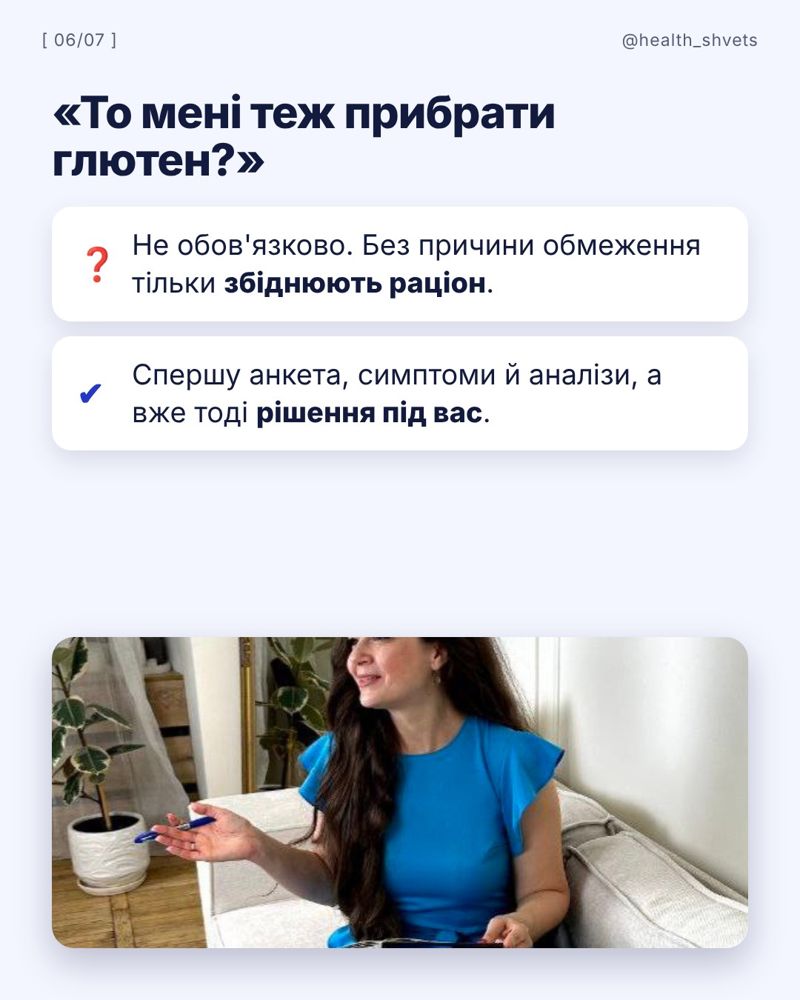 [ 06/07 ]
@health_shvets
«То мені теж прибрати
глютен?»
❓ Не обов'язково. Без причини обмеження
тільки збіднюють раціон.
✔ Спершу анкета, симптоми й аналізи, а
вже тоді рішення під вас.